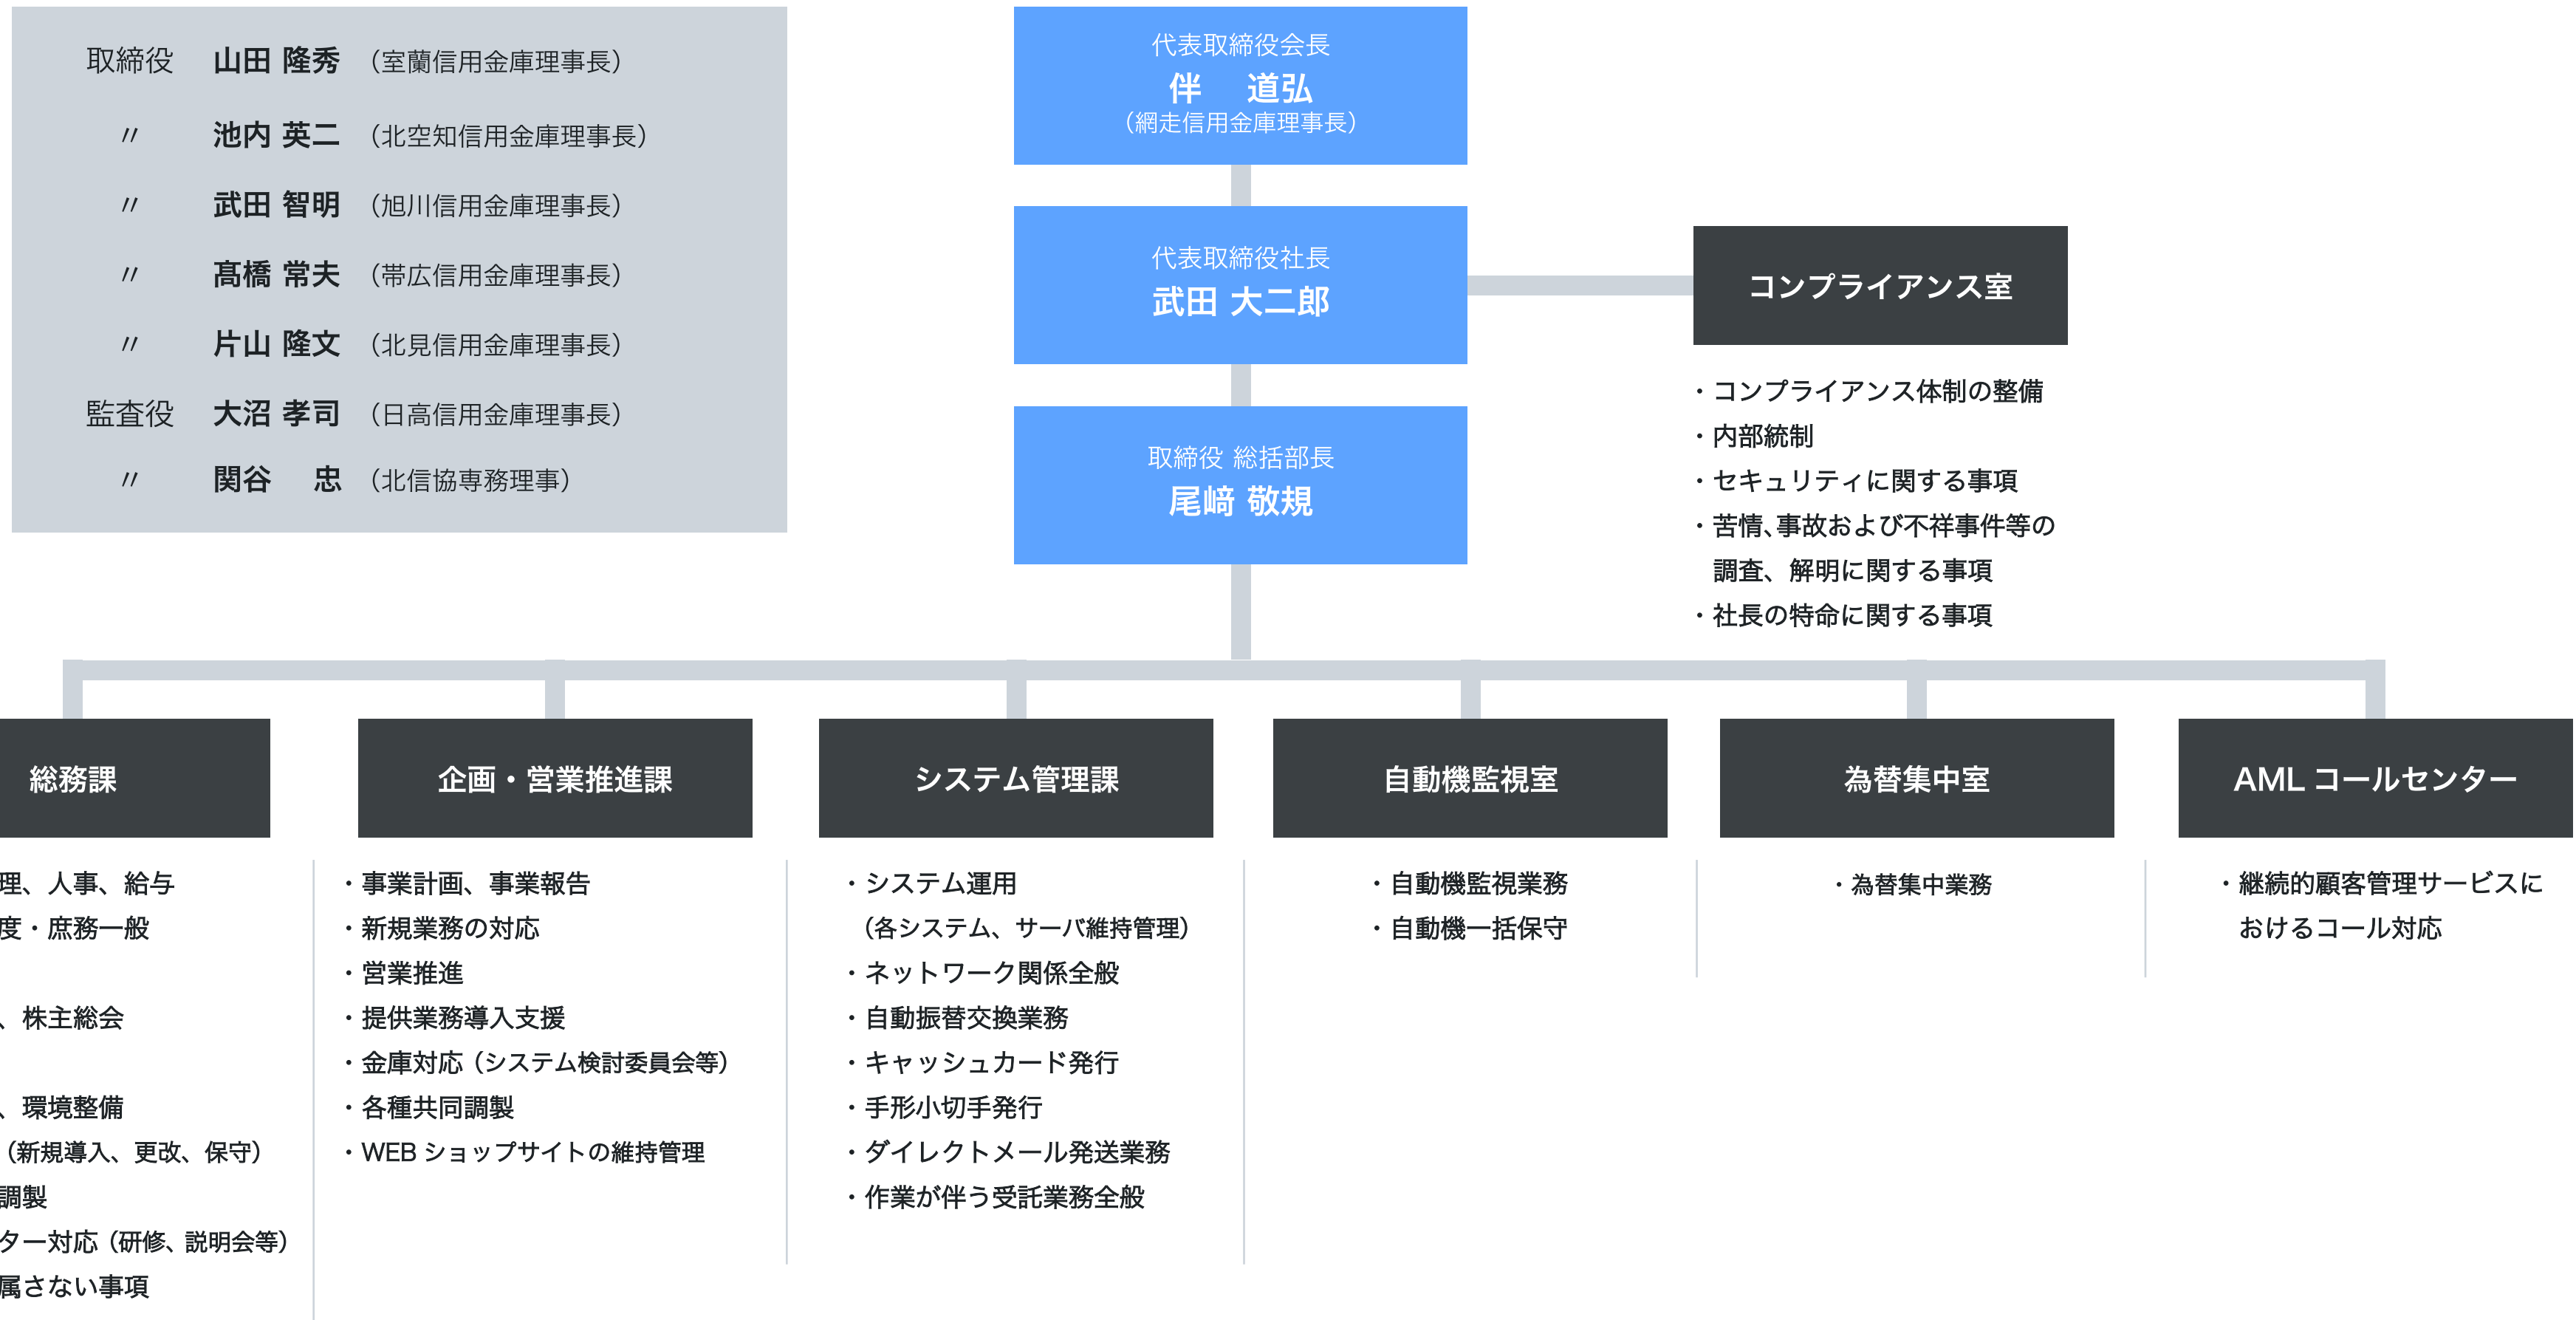 取締役 山田 隆秀 （室蘭信用金庫理事長）
〃 池内 英二 （北空知信用金庫理事長）
〃 武田 智明 （旭川信用金庫理事長）
〃 髙橋 常夫 （帯広信用金庫理事長）
〃 片山 隆文 （北見信用金庫理事長）
監査役 大沼 孝司 （日高信用金庫理事長）
〃 関谷 忠 （北信協専務理事）
代表取締役会長
伴 道弘
（網走信用金庫理事長）
代表取締役社長
武田 大二郎
取締役 総括部長
尾﨑 敬規
コンプライアンス室
・コンプライアンス体制の整備
・内部統制
・セキュリティに関する事項
・苦情、事故および不祥事件等の
調査、解明に関する事項
・社長の特命に関する事項
総務課
理、人事、給与
度・庶務一般
、株主総会
、環境整備
（新規導入、更改、保守）
調製
ター対応（研修、説明会等）
属さない事項
企画・営業推進課
・事業計画、事業報告
・新規業務の対応
・営業推進
・提供業務導入支援
・金庫対応（システム検討委員会等）
・各種共同調製
・WEB ショップサイトの維持管理
システム管理課
・システム運用
（各システム、サーバ維持管理）
・ネットワーク関係全般
・自動振替交換業務
・キャッシュカード発行
・手形小切手発行
・ダイレクトメール発送業務
・作業が伴う受託業務全般
自動機監視室
・自動機監視業務
・自動機一括保守
為替集中室
・為替集中業務
AML コールセンター
・継続的顧客管理サービスに
おけるコール対応